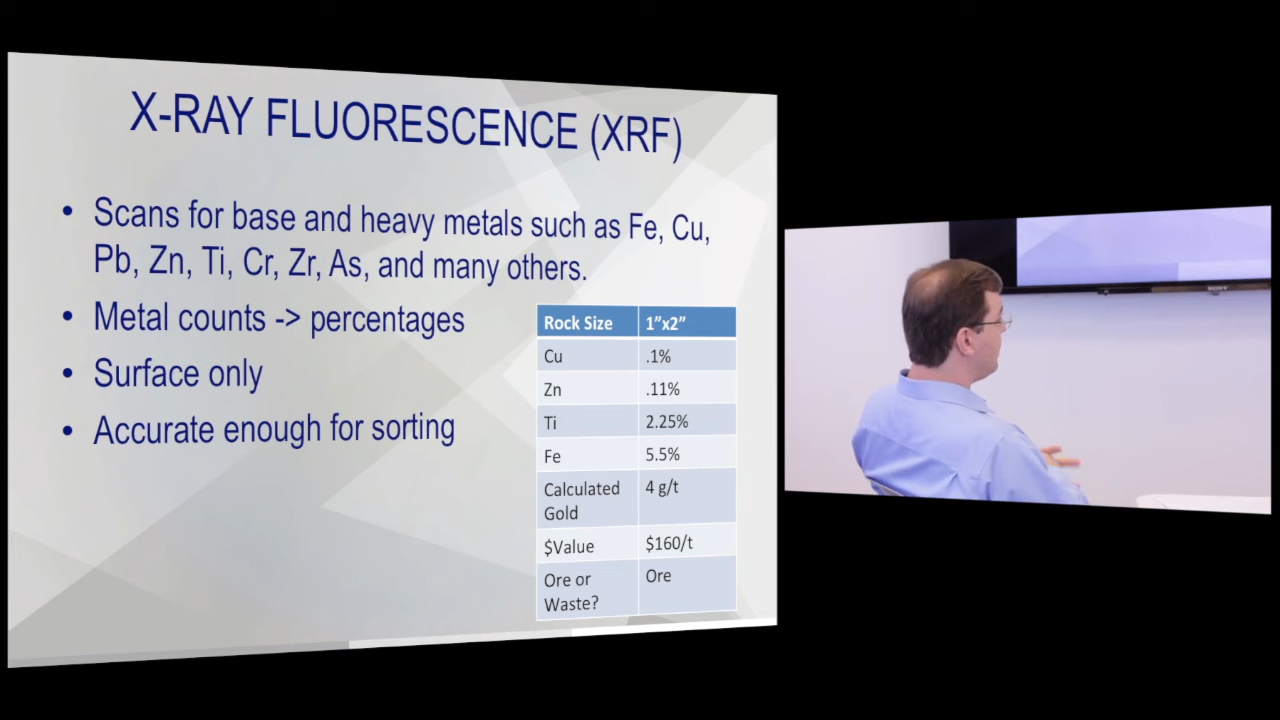 X-RAY FLUORESCENCE (XRF)
• Scans for base and heavy metals such as Fe, Cu,
Pb, Zn, Ti, Cr, Zr, As, and many others.
• Metal counts -> percentages
• Surface only
• Accurate enough for sorting
Rock Size 1”x2”
Cu .1%
Zn .11%
Ti 2.25%
Fe 5.5%
Calculated 4 g/t
Gold
$Value $160/t
Ore or Ore
Waste?
SONY